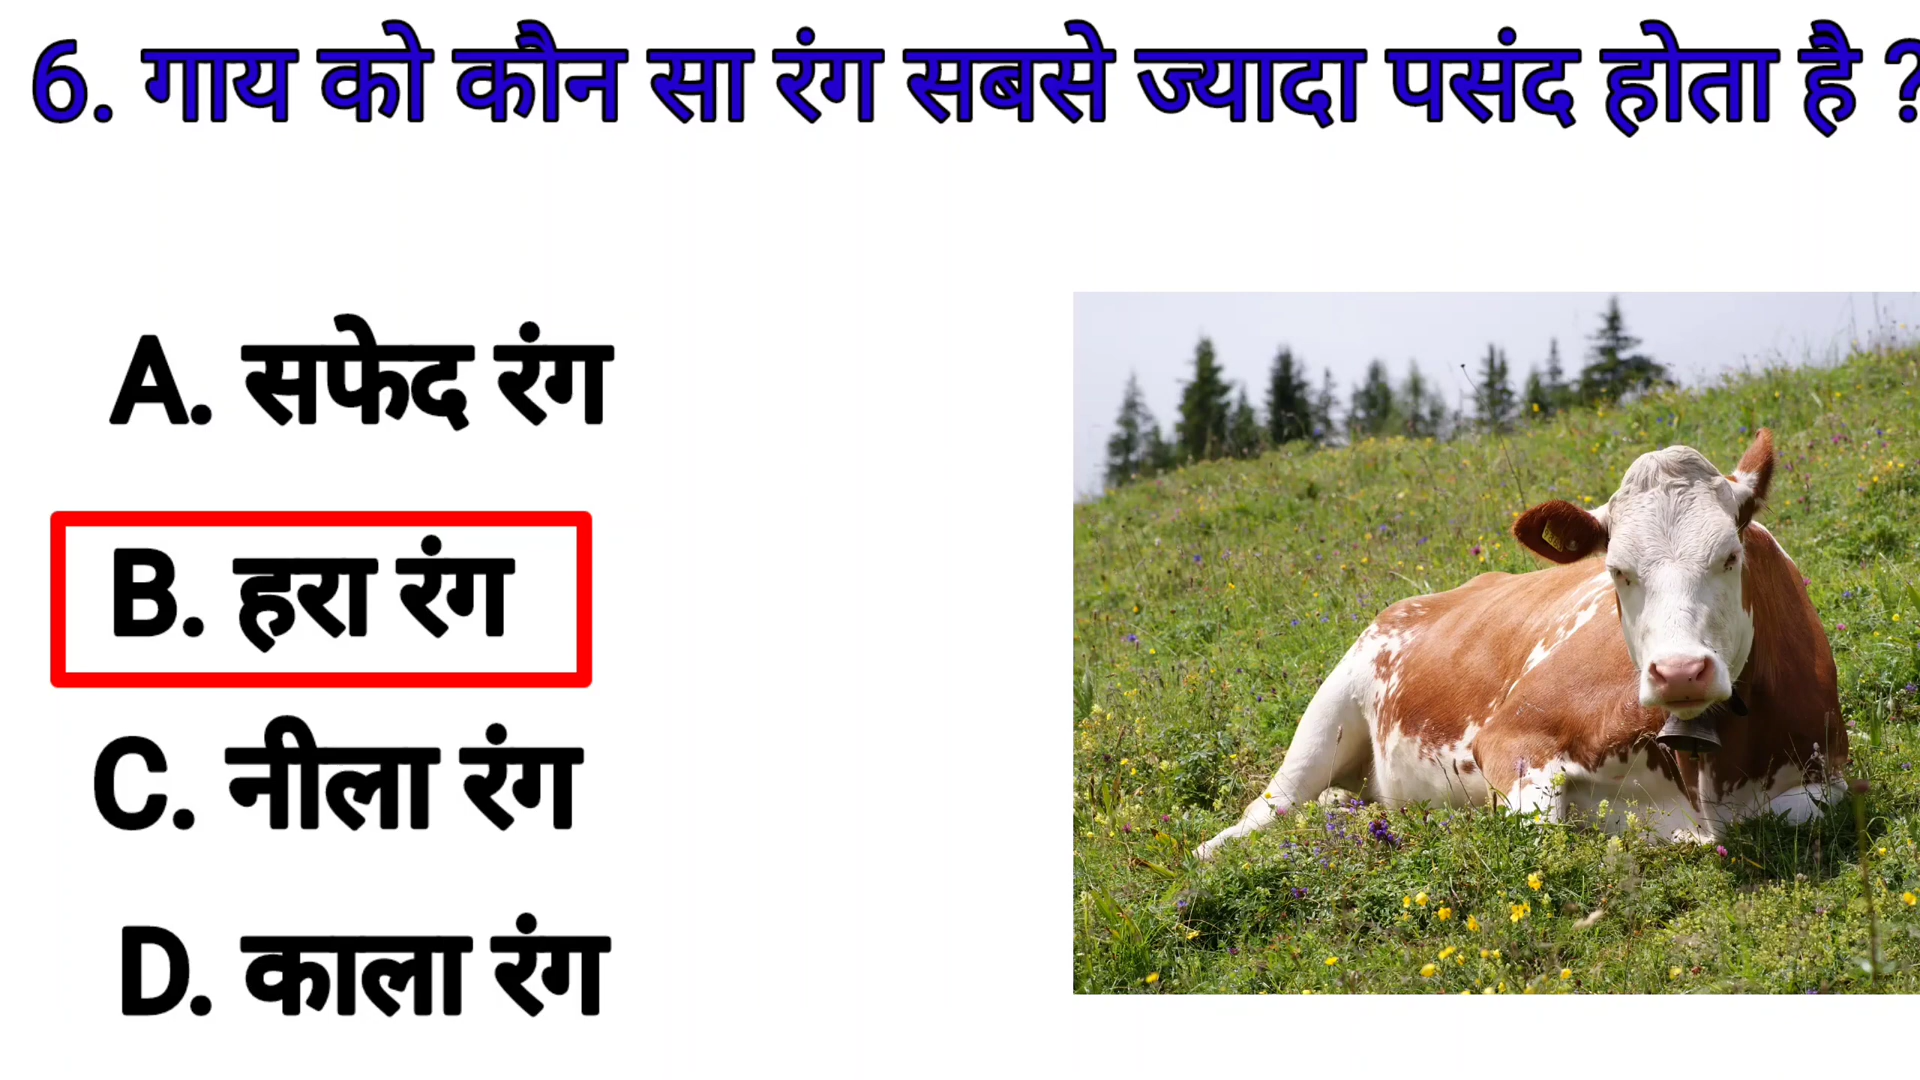 6. गाय को कौन सा रंग सबसे ज्यादा पसंद होता है ?
A. सफेद रंग
B. हरा रंग
C. नीला रंग
D. काला रंग